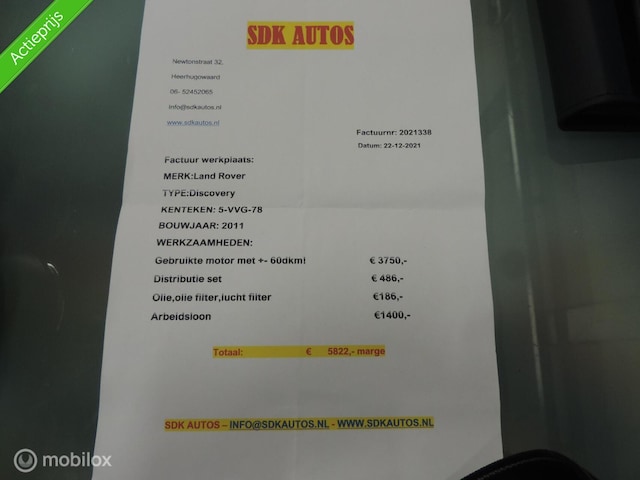 Actieprijs
SDK AUTOS
Newtonstraat 32,
Heerhugowaard
06- 52452065
info@sdkautos.nl
www.sdkautos.nl
Factuurnr: 2021338
Datum: 22-12-2021
Factuur werkplaats:
MERK:Land Rover
TYPE:Discovery
KENTEKEN: 5-VVG-78
BOUWJAAR: 2011
WERKZAAMHEDEN:
Gebruikte motor met +- 60dkm! € 3750,-
Distributie set € 486,-
Olie,olie filter,lucht filter €186,-
Arbeidsloon €1400,-
Totaal: € 5822,- marge
SDK AUTOS – INFO@SDKAUTOS.NL - WWW.SDKAUTOS.NL
mobilox